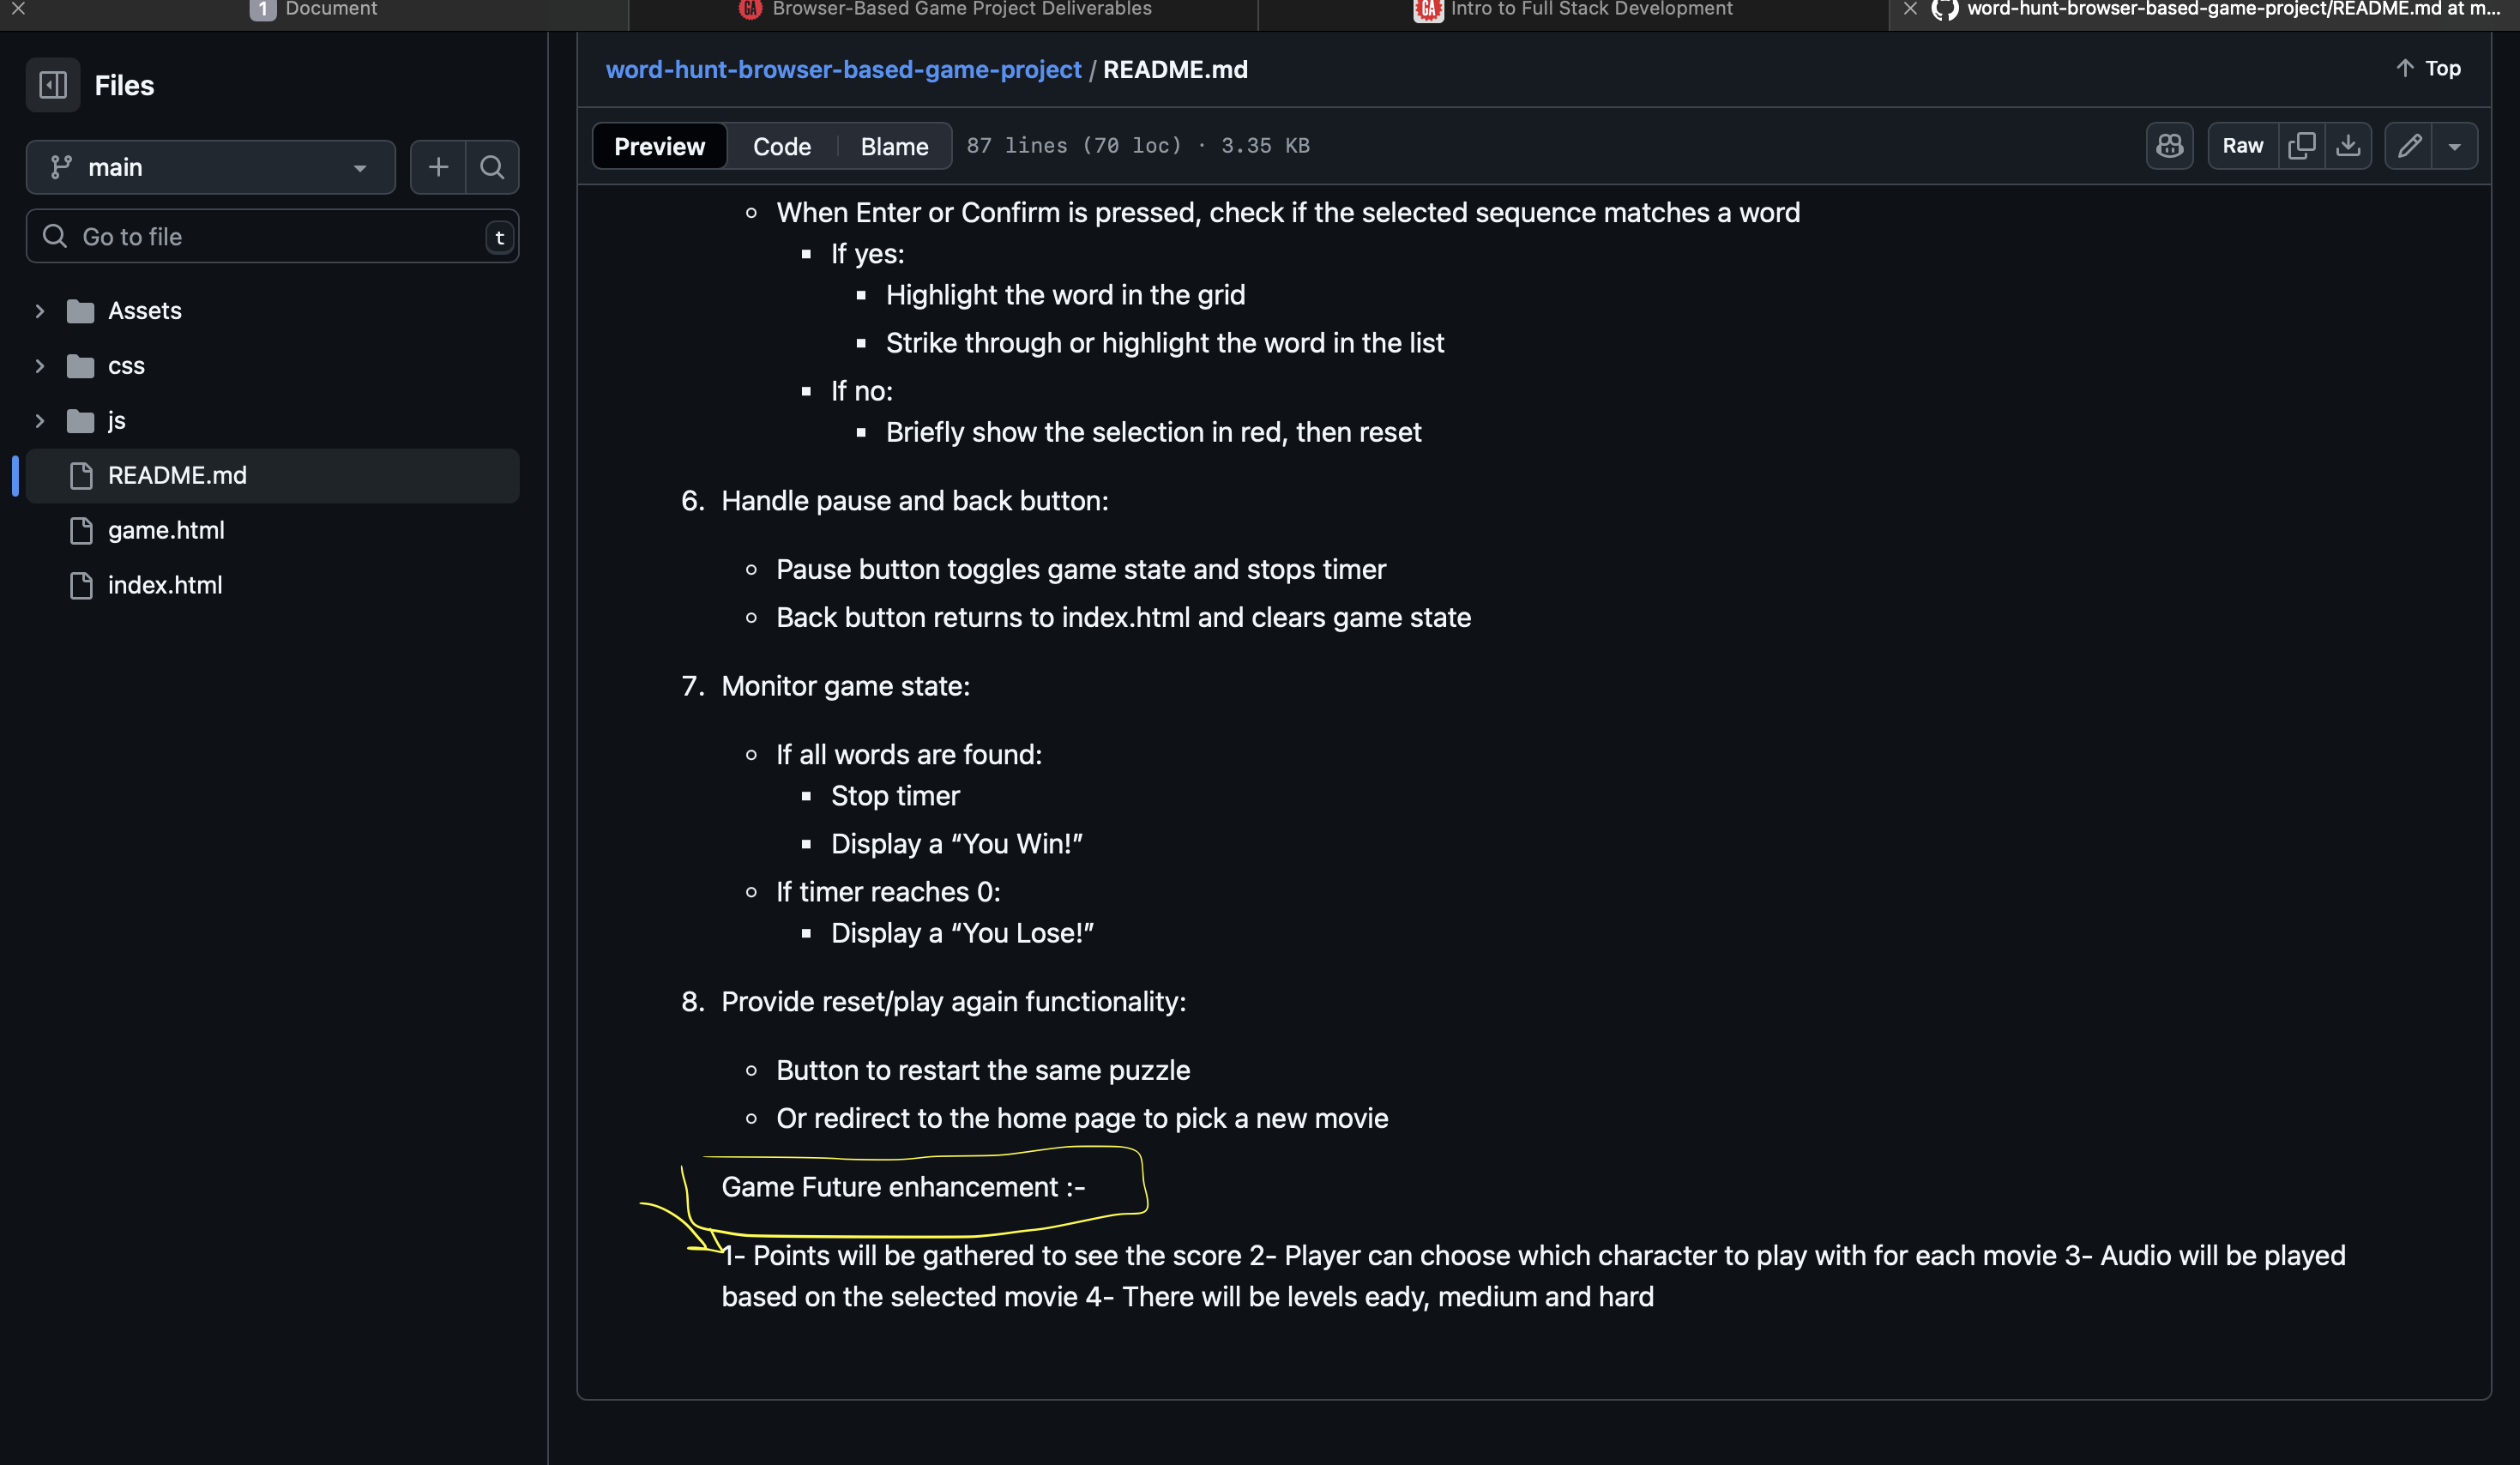 1 Document
GA Browser-Based Game Project Deliverables
GA Intro to Full Stack Development
word-hunt-browser-based-game-project/README.md at m...
Files
main
Go to file t
Assets
css
js
README.md
game.html
index.html
word-hunt-browser-based-game-project / README.md
Top
Preview Code Blame 87 lines (70 loc) · 3.35 KB Raw
When Enter or Confirm is pressed, check if the selected sequence matches a word
If yes:
Highlight the word in the grid
Strike through or highlight the word in the list
If no:
Briefly show the selection in red, then reset
6. Handle pause and back button:
Pause button toggles game state and stops timer
Back button returns to index.html and clears game state
7. Monitor game state:
If all words are found:
Stop timer
Display a “You Win!”
If timer reaches 0:
Display a “You Lose!”
8. Provide reset/play again functionality:
Button to restart the same puzzle
Or redirect to the home page to pick a new movie
Game Future enhancement :-
1- Points will be gathered to see the score 2- Player can choose which character to play with for each movie 3- Audio will be played
based on the selected movie 4- There will be levels eady, medium and hard